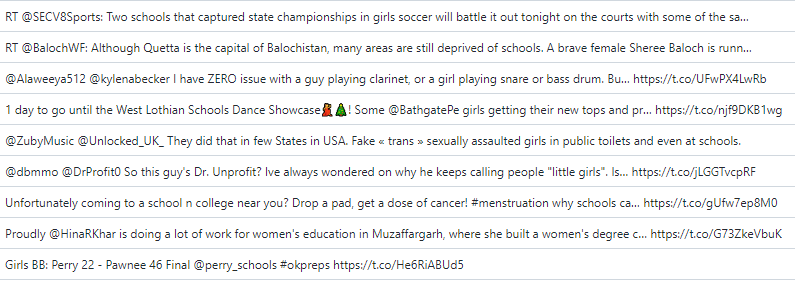 RT @SECV8Sports: Two schools that captured state championships in girls soccer will battle it out tonight on the courts with some of the sa...
RT @BalochWF: Although Quetta is the capital of Balochistan, many areas are still deprived of schools. A brave female Sheree Baloch is runn...
@Alaweeya512 @kylenabecker I have ZERO issue with a guy playing clarinet, or a girl playing snare or bass drum. Bu... https://t.co/UFwPX4LwRb
1 day to go until the West Lothian Schools Dance Showcase💃🎄! Some @BathgatePe girls getting their new tops and pr... https://t.co/njf9DKB1wg
@ZubyMusic @Unlocked_UK_ They did that in few States in USA. Fake « trans » sexually assaulted girls in public toilets and even at schools.
@dbmmo @DrProfit0 So this guy's Dr. Unprofit? Ive always wondered on why he keeps calling people "little girls". Is... https://t.co/jLGGTvcpRF
Unfortunately coming to a school n college near you? Drop a pad, get a dose of cancer! #menstruation why schools ca... https://t.co/gUfw7ep8M0
Proudly @HinaRKhar is doing a lot of work for women's education in Muzaffargarh, where she built a women's degree c... https://t.co/G73ZkeVbuK
Girls BB: Perry 22 - Pawnee 46 Final @perry_schools #okpreps https://t.co/He6RiABUd5